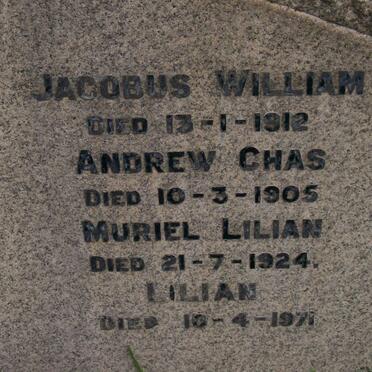 JACOBUS WILLIAM
DIED 13-1-1912
ANDREW CHAS
DIED 10-3-1905
MURIEL LILIAN
DIED 21-7-1924.
LILIAN
DIED 10-4-1971